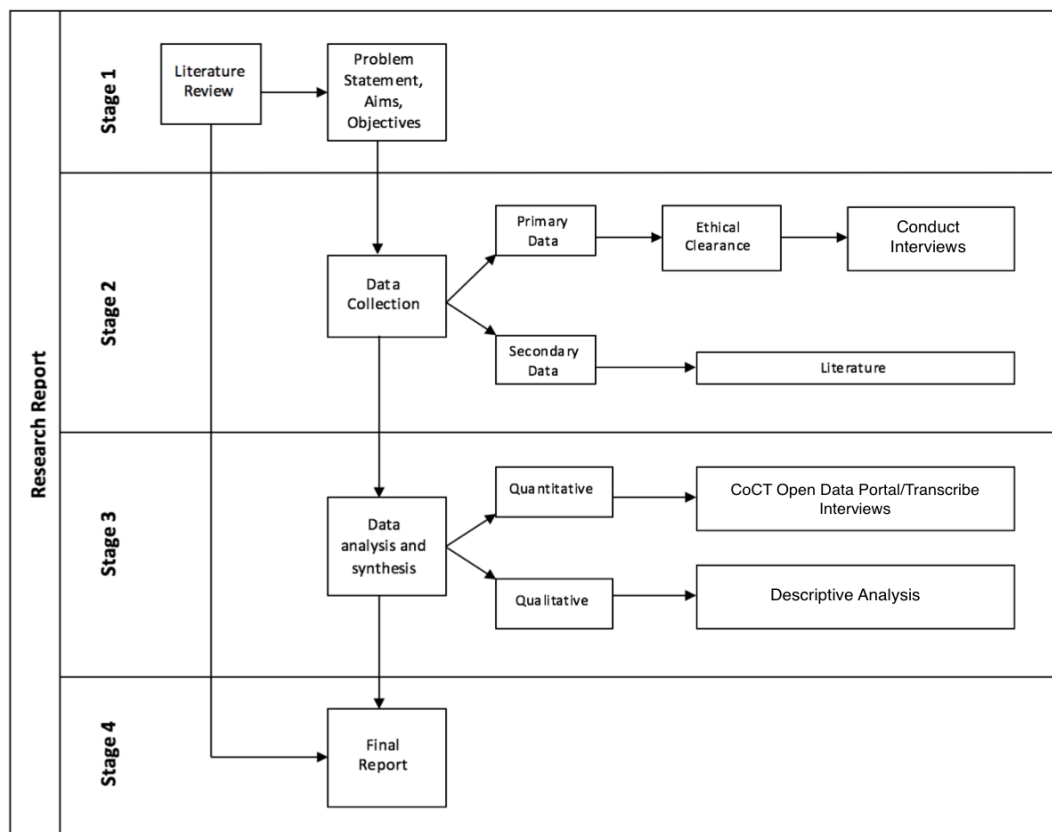 Research Report
Stage 1
Literature
Review
Problem
Statement,
Aims,
Objectives
Stage 2
Data
Collection
Primary
Data
Ethical
Clearance
Conduct
Interviews
Secondary
Data
Literature
Stage 3
Data
analysis and
synthesis
Quantitative
CoCT Open Data Portal/Transcribe
Interviews
Qualitative
Descriptive Analysis
Stage 4
Final
Report